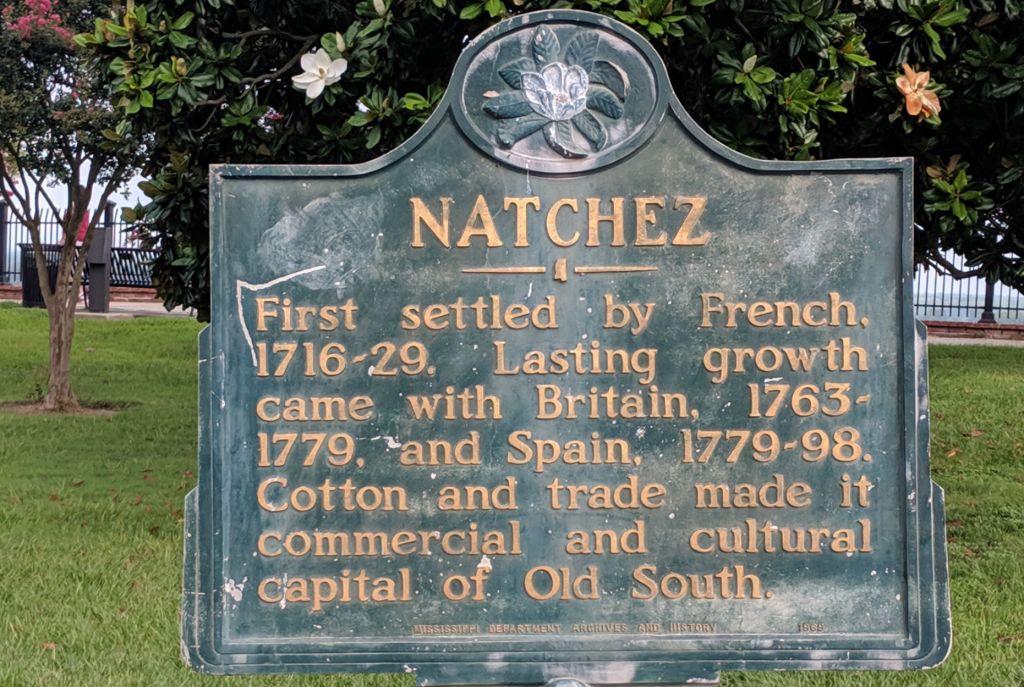 NATCHEZ
First settled by French,
1716-29. Lasting growth
came with Britain, 1763-
1779, and Spain, 1779-98.
Cotton and trade made it
commercial and cultural
capital of Old South.
MISSISSIPPI DEPARTMENT ARCHIVES AND HISTORY 1969